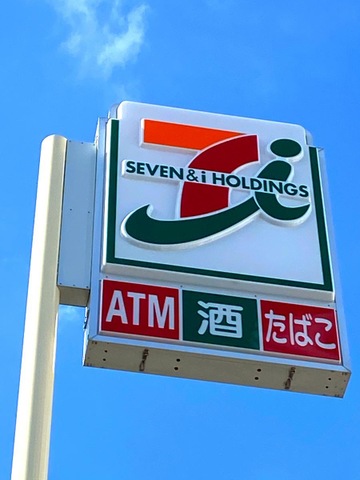 SEVEN & i HOLDINGS
ATM 酒 たばこ